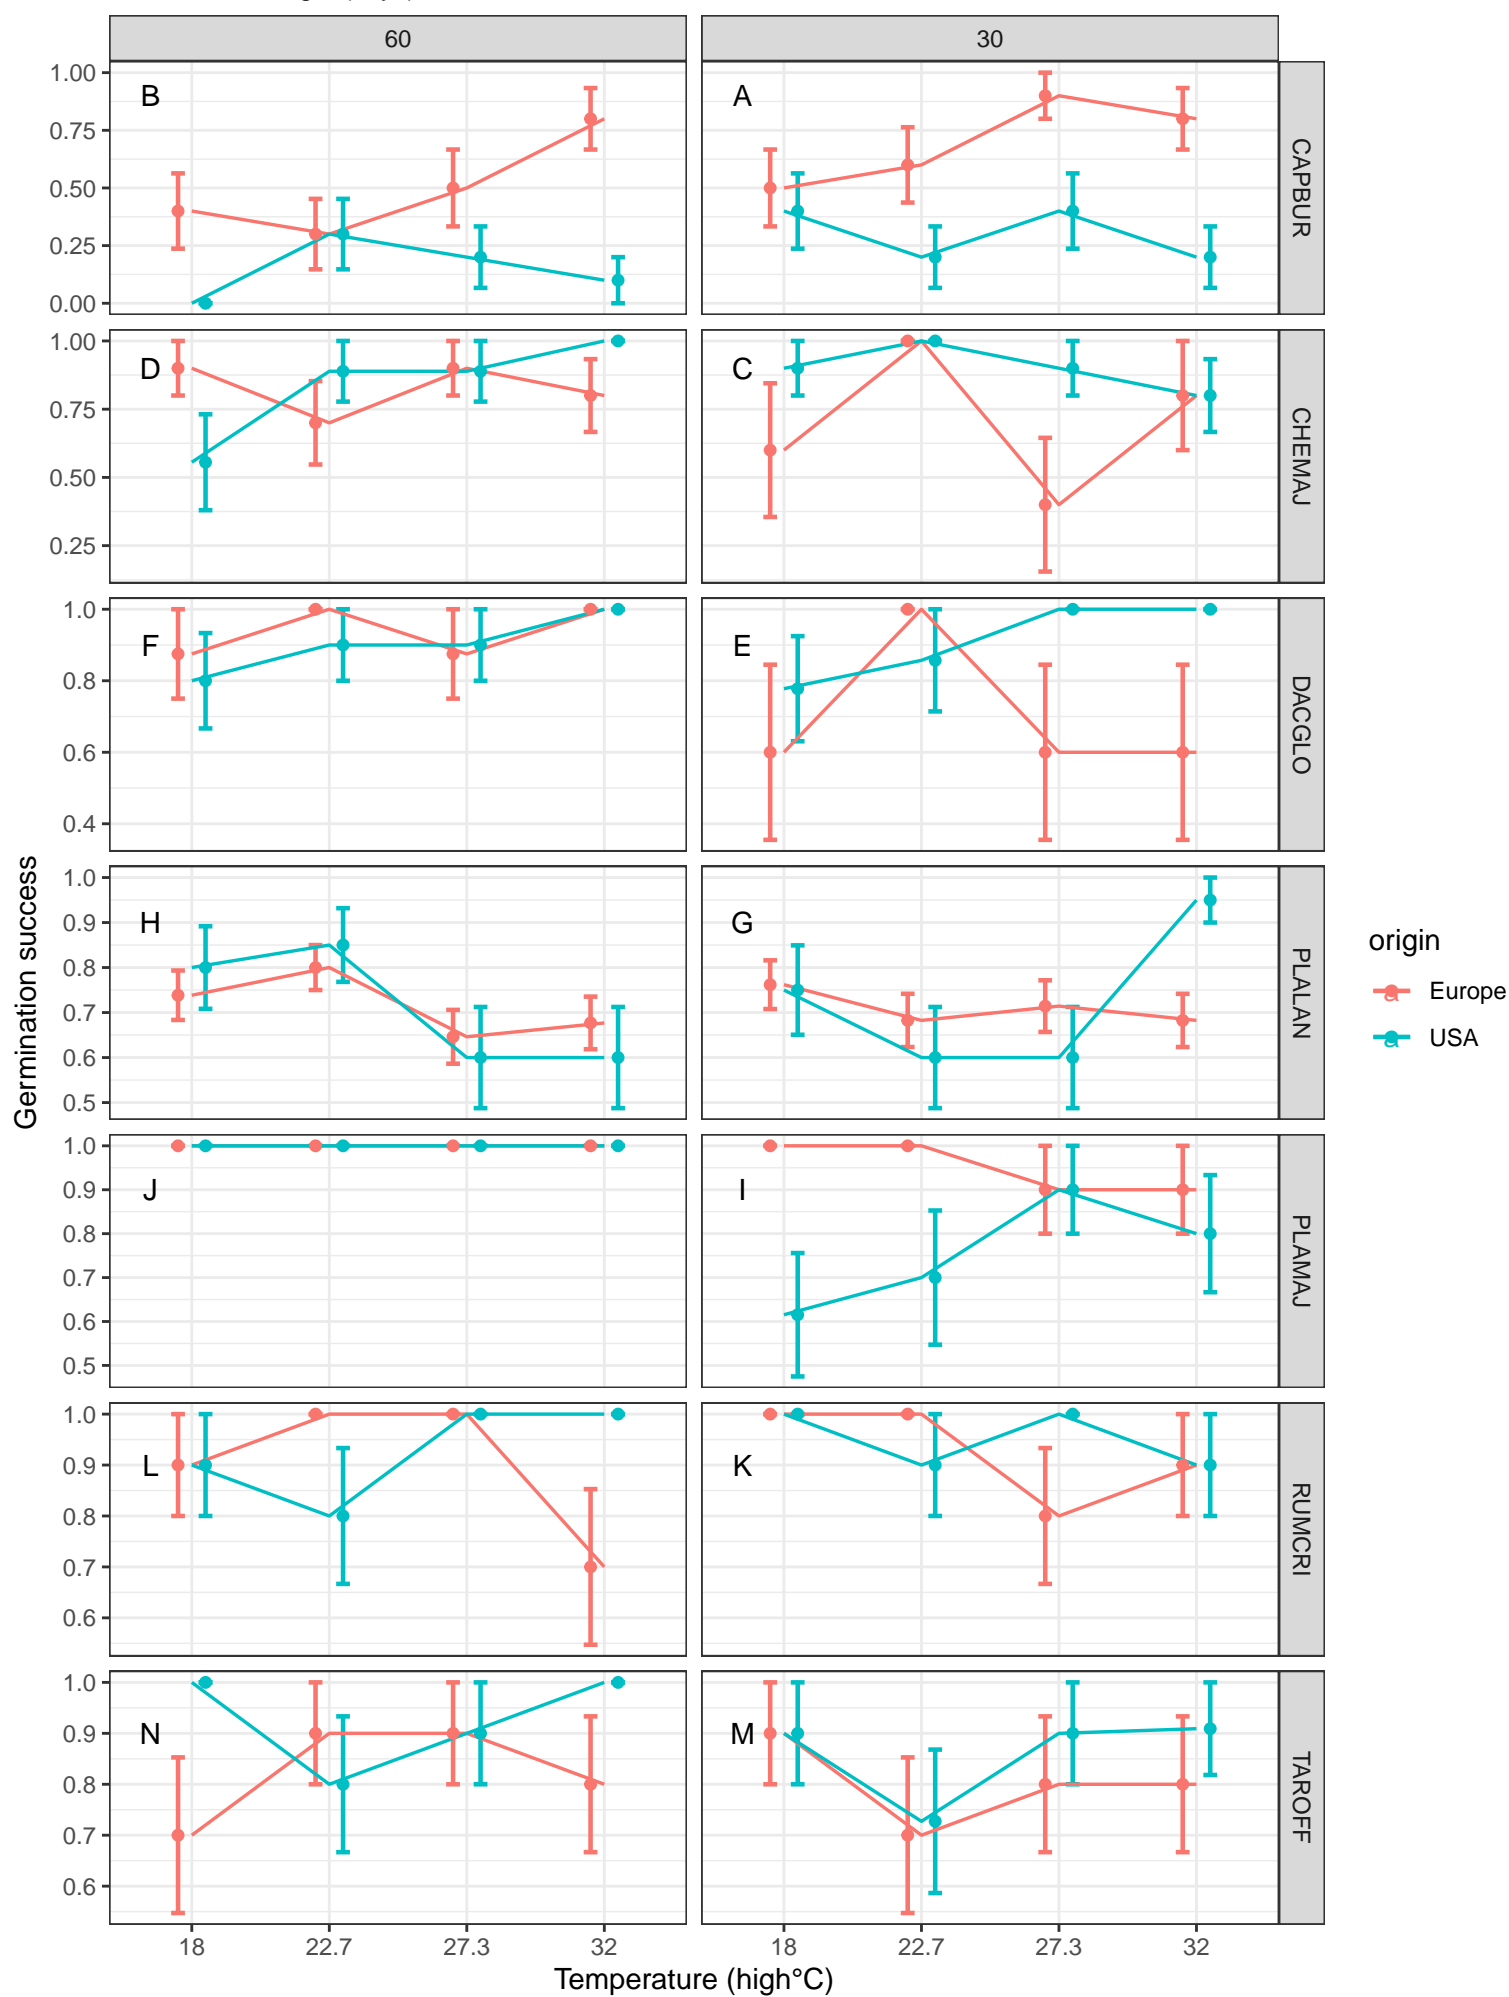 60
30
1.00
0.75
0.50
0.25
0.00
B
A
CAPBUR
1.00
0.75
0.50
0.25
D
C
CHEMAJ
1.0
0.8
0.6
0.4
F
E
DACGLO
1.0
0.9
0.8
0.7
0.6
0.5
H
G
PLALAN
1.0
0.9
0.8
0.7
0.6
0.5
J
I
PLAMAJ
1.0
0.9
0.8
0.7
0.6
L
K
RUMCRI
1.0
0.9
0.8
0.7
0.6
N
M
TAROFF
18
22.7
27.3
32
18
22.7
27.3
32
Temperature (high°C)
Germination success
origin
a Europe
a USA